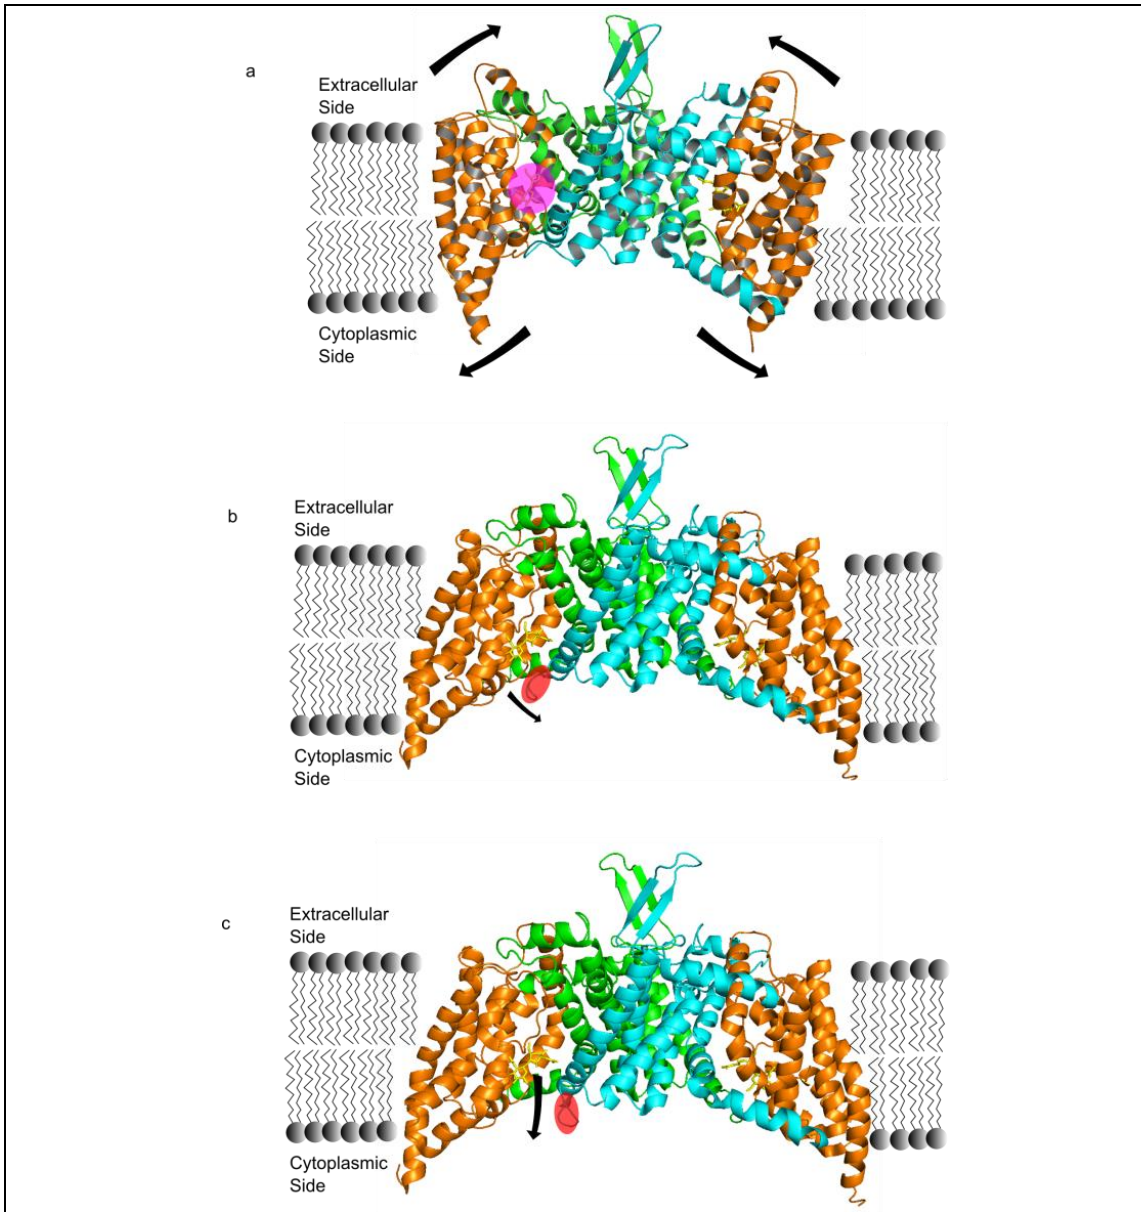 a
Extracellular
Side
Cytoplasmic
Side
b
Extracellular
Side
Cytoplasmic
Side
c
Extracellular
Side
Cytoplasmic
Side